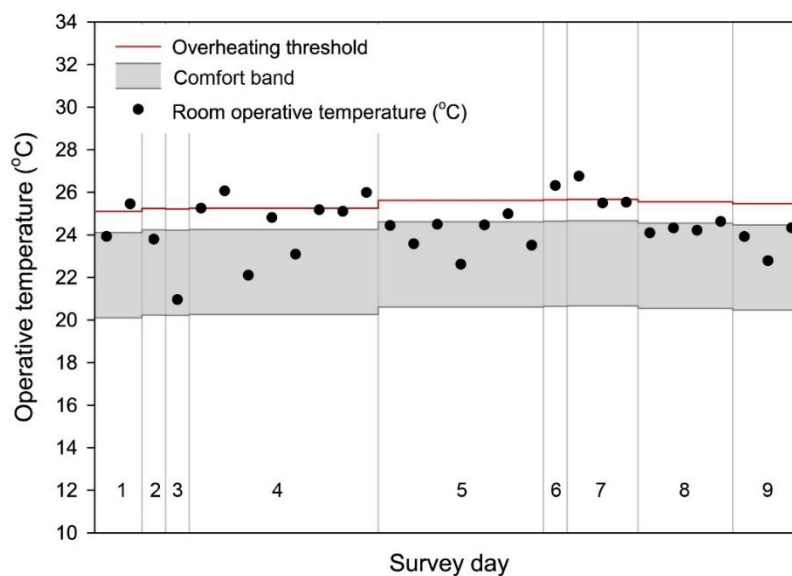 34
32
30
28
26
24
22
20
18
16
14
12
10
Operative temperature (°C)
Overheating threshold
Comfort band
Room operative temperature (°C)
1 2 3 4 5 6 7 8 9
Survey day